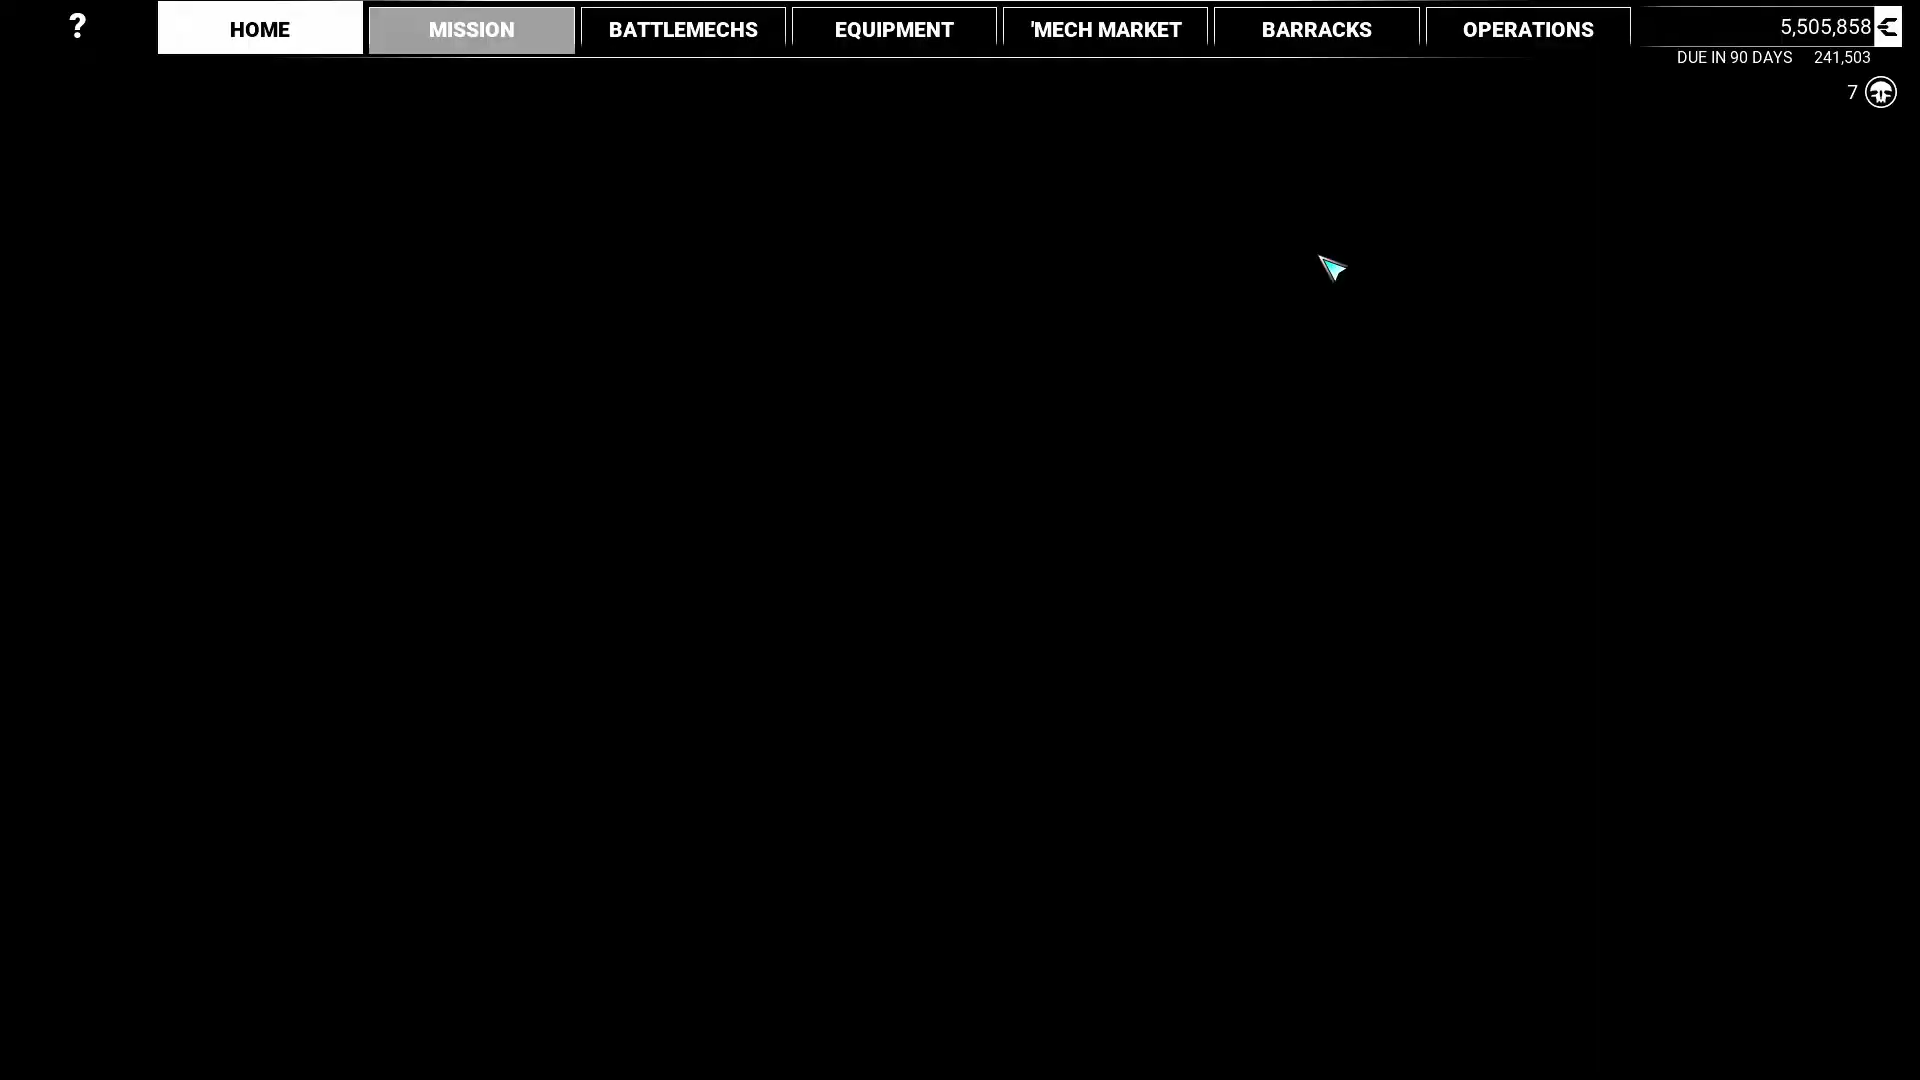 ?
HOME
MISSION
BATTLEMECHS
EQUIPMENT
'MECH MARKET
BARRACKS
OPERATIONS
5,505,858
DUE IN 90 DAYS 241,503
7